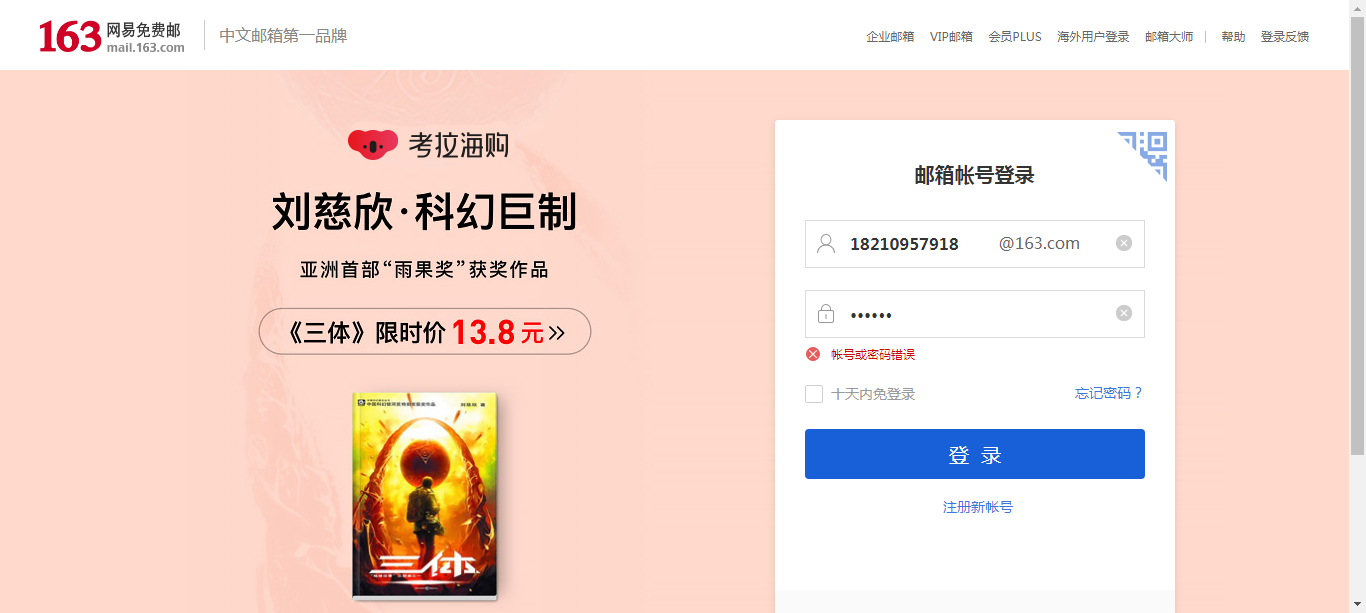 163 网易免费邮
mail.163.com
中文邮箱第一品牌
企业邮箱 VIP邮箱 会员PLUS 海外用户登录 邮箱大师 | 帮助 登录反馈
考拉海购
刘慈欣·科幻巨制
亚洲首部“雨果奖”获奖作品
《三体》限时价 13.8 元 >>
刘慈欣 著
三体
邮箱帐号登录
18210957918 @163.com
••••••
帐号或密码错误
十天内免登录 忘记密码？
登 录
注册新帐号